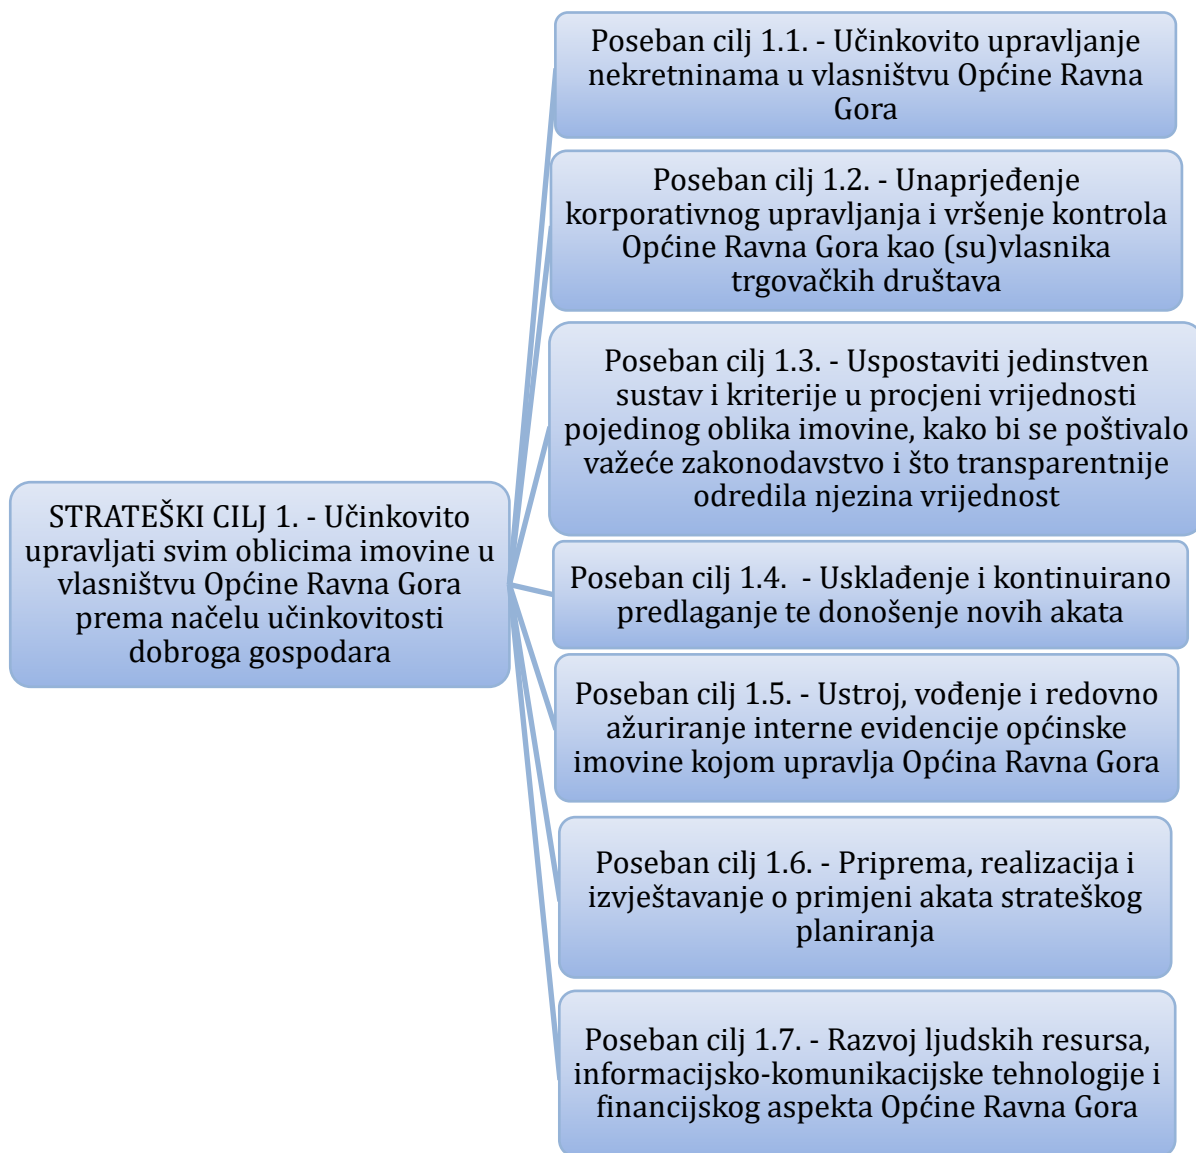 STRATEŠKI CILJ 1. - Učinkovito
upravljati svim oblicima imovine u
vlasništvu Općine Ravna Gora
prema načelu učinkovitosti
dobroga gospodara
Poseban cilj 1.1. - Učinkovito upravljanje
nekretninama u vlasništvu Općine Ravna
Gora
Poseban cilj 1.2. - Unaprjeđenje
korporativnog upravljanja i vršenje kontrola
Općine Ravna Gora kao (su)vlasnika
trgovačkih društava
Poseban cilj 1.3. - Uspostaviti jedinstven
sustav i kriterije u procjeni vrijednosti
pojedinog oblika imovine, kako bi se poštivalo
važeće zakonodavstvo i što transparentnije
odredila njezina vrijednost
Poseban cilj 1.4. - Usklađenje i kontinuirano
predlaganje te donošenje novih akata
Poseban cilj 1.5. - Ustroj, vođenje i redovno
ažuriranje interne evidencije općinske
imovine kojom upravlja Općina Ravna Gora
Poseban cilj 1.6. - Priprema, realizacija i
izvještavanje o primjeni akata strateškog
planiranja
Poseban cilj 1.7. - Razvoj ljudskih resursa,
informacijsko-komunikacijske tehnologije i
financijskog aspekta Općine Ravna Gora